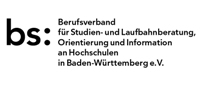 bs:
Berufsverband
für Studien- und Laufbahnberatung,
Orientierung und Information
an Hochschulen
in Baden-Württemberg e.V.